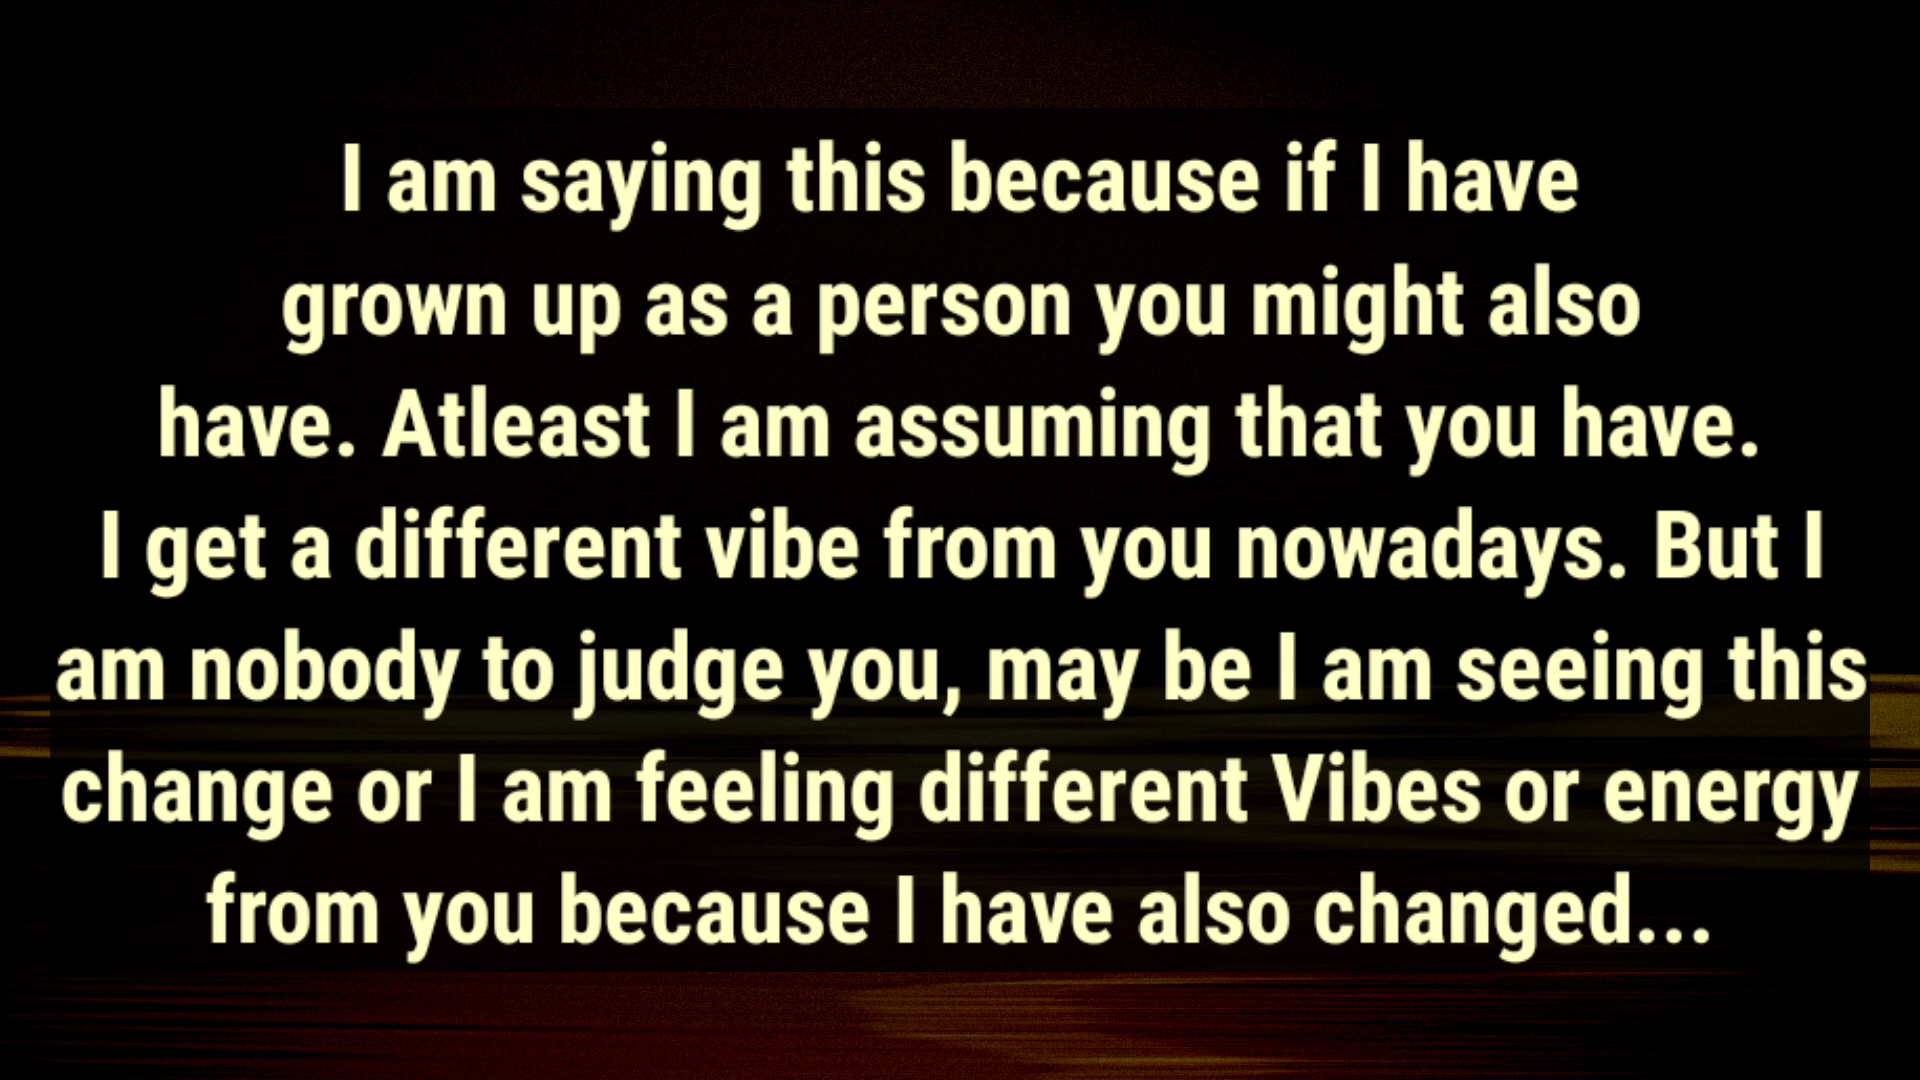 I am saying this because if I have
grown up as a person you might also
have. Atleast I am assuming that you have.
I get a different vibe from you nowadays. But I
am nobody to judge you, may be I am seeing this
change or I am feeling different Vibes or energy
from you because I have also changed...